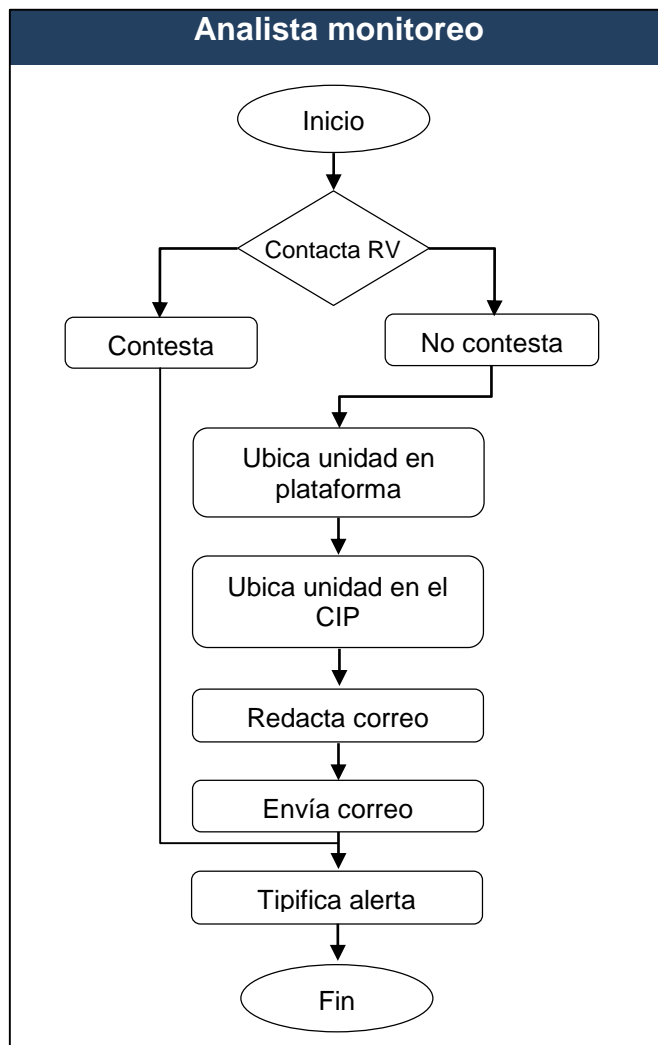 Analista monitoreo
Inicio
Contacta RV
Contesta
No contesta
Ubica unidad en
plataforma
Ubica unidad en el
CIP
Redacta correo
Envía correo
Tipifica alerta
Fin